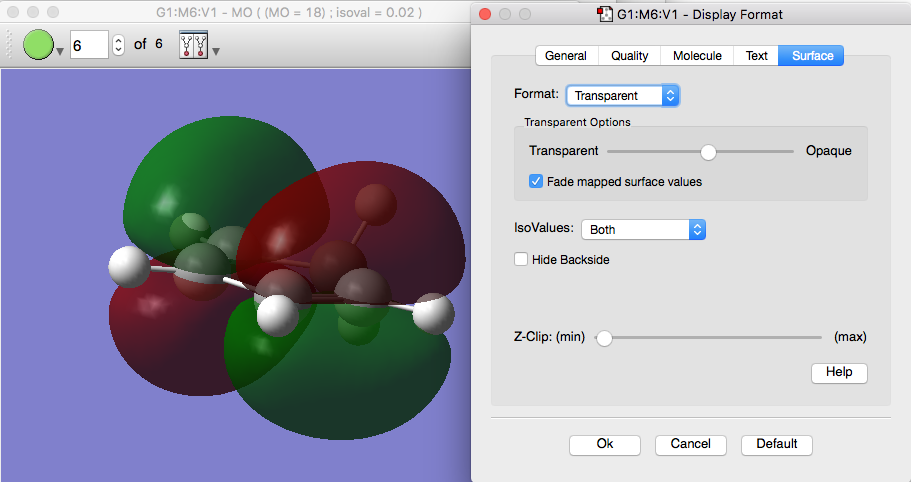 G1:M6:V1 - MO ( (MO = 18) ; isoval = 0.02 )
6 of 6
G1:M6:V1 - Display Format
General Quality Molecule Text Surface
Format: Transparent
Transparent Options
Transparent Opaque
Fade mapped surface values
IsoValues: Both
Hide Backside
Z-Clip: (min) (max)
Help
Ok Cancel Default